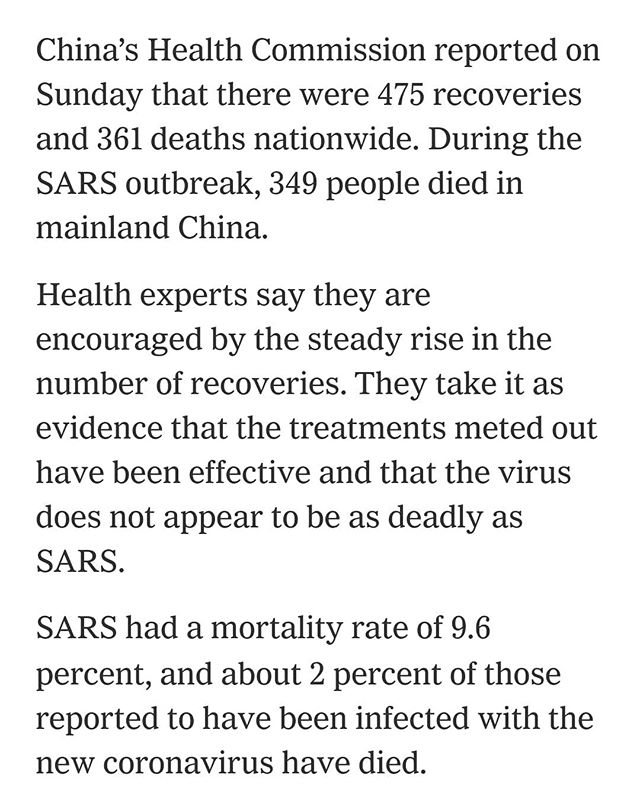 China’s Health Commission reported on
Sunday that there were 475 recoveries
and 361 deaths nationwide. During the
SARS outbreak, 349 people died in
mainland China.
Health experts say they are
encouraged by the steady rise in the
number of recoveries. They take it as
evidence that the treatments meted out
have been effective and that the virus
does not appear to be as deadly as
SARS.
SARS had a mortality rate of 9.6
percent, and about 2 percent of those
reported to have been infected with the
new coronavirus have died.